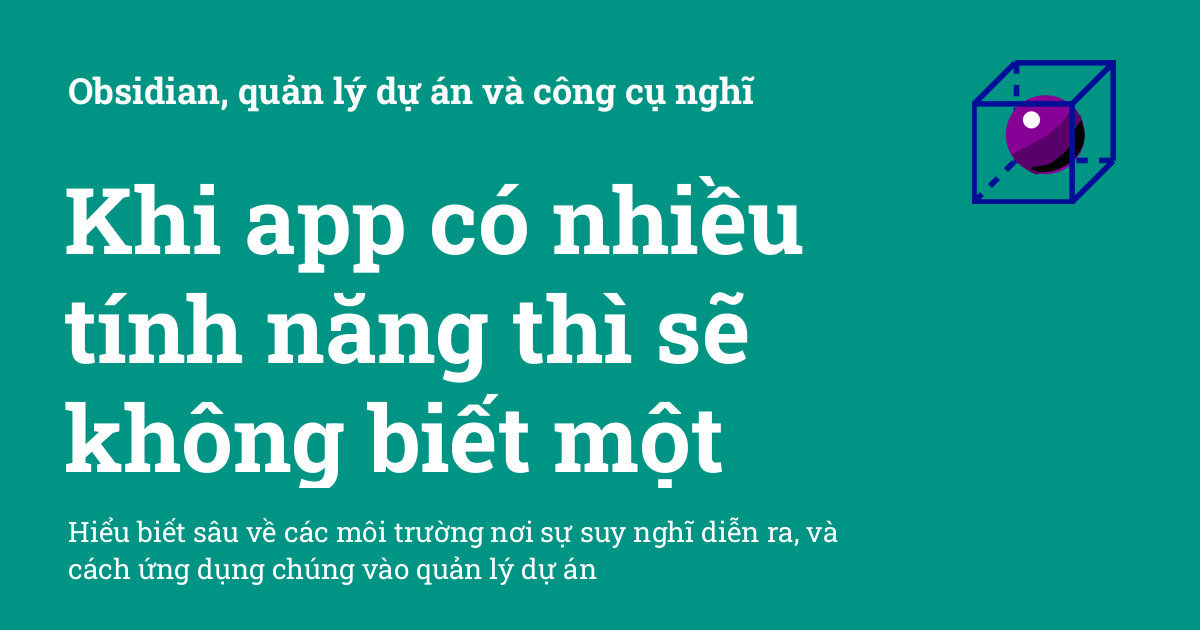 Obsidian, quản lý dự án và công cụ nghĩ
Khi app có nhiều
tính năng thì sẽ
không biết một
Hiểu biết sâu về các môi trường nơi sự suy nghĩ diễn ra, và
cách ứng dụng chúng vào quản lý dự án